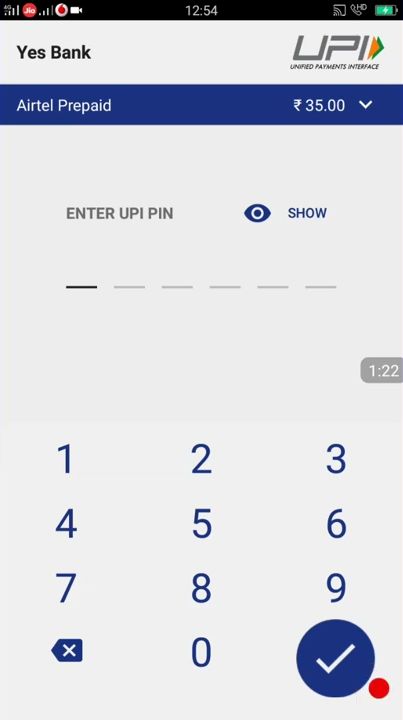 4G Jio 12:54 HD
Yes Bank UPI
UNIFIED PAYMENTS INTERFACE
Airtel Prepaid ₹ 35.00
ENTER UPI PIN SHOW
1:22
1 2 3
4 5 6
7 8 9
0